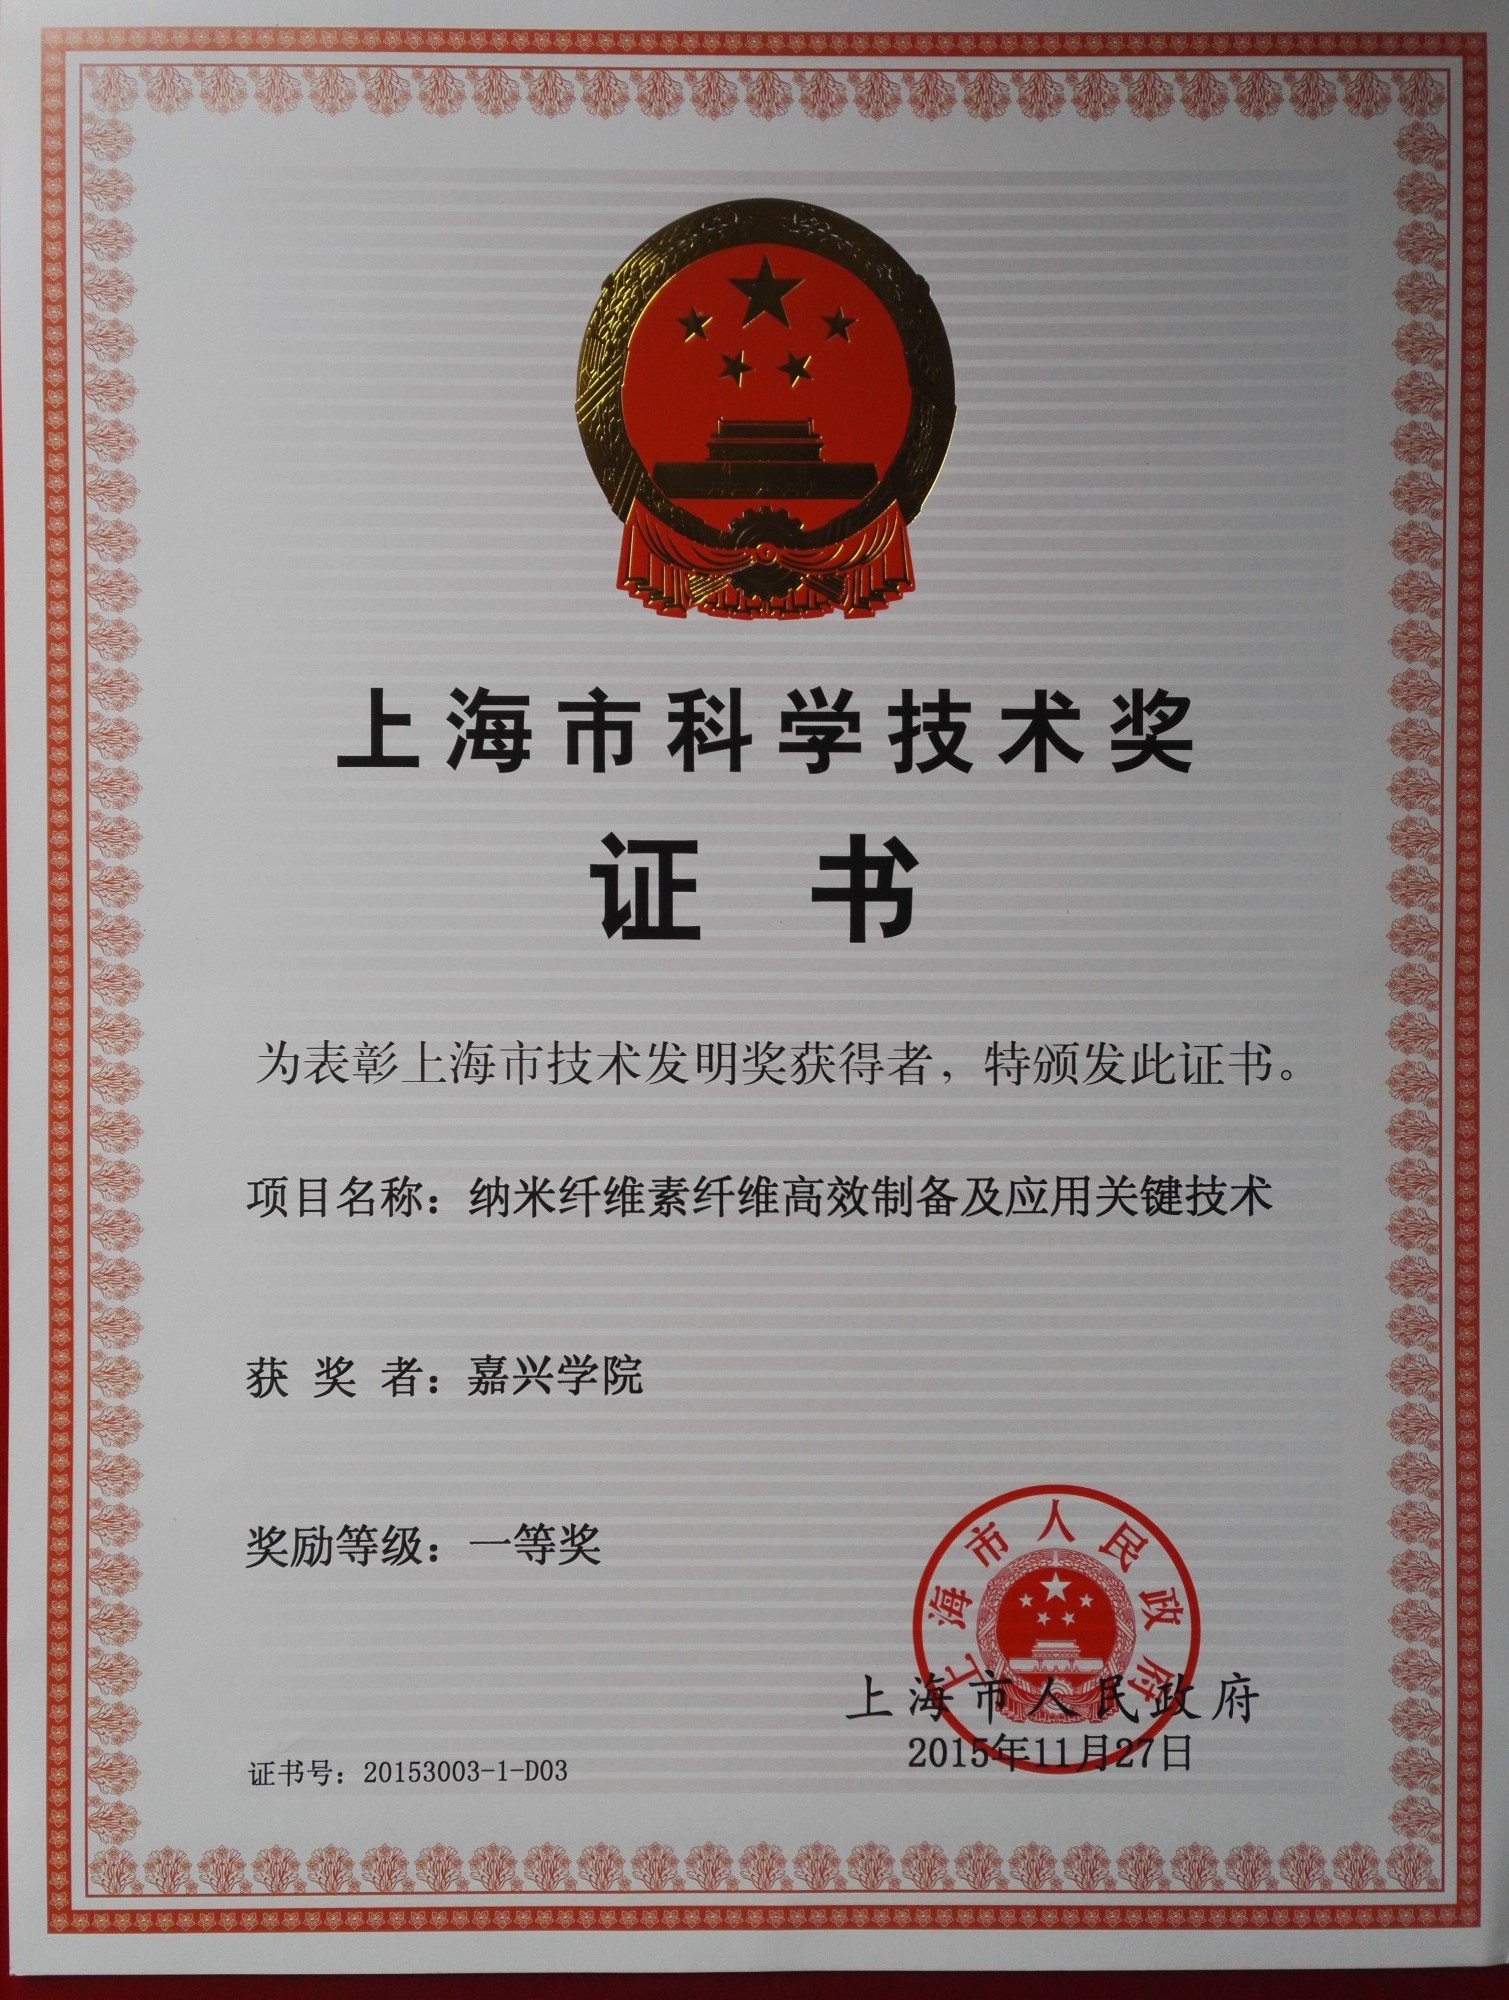 上海市科学技术奖
证书
为表彰上海市技术发明奖获得者，特颁发此证书。
项目名称：纳米纤维素纤维高效制备及应用关键技术
获奖者：嘉兴学院
奖励等级：一等奖
上海市人民政府
上海市人民政府
2015年11月27日
证书号：20153003-1-D03